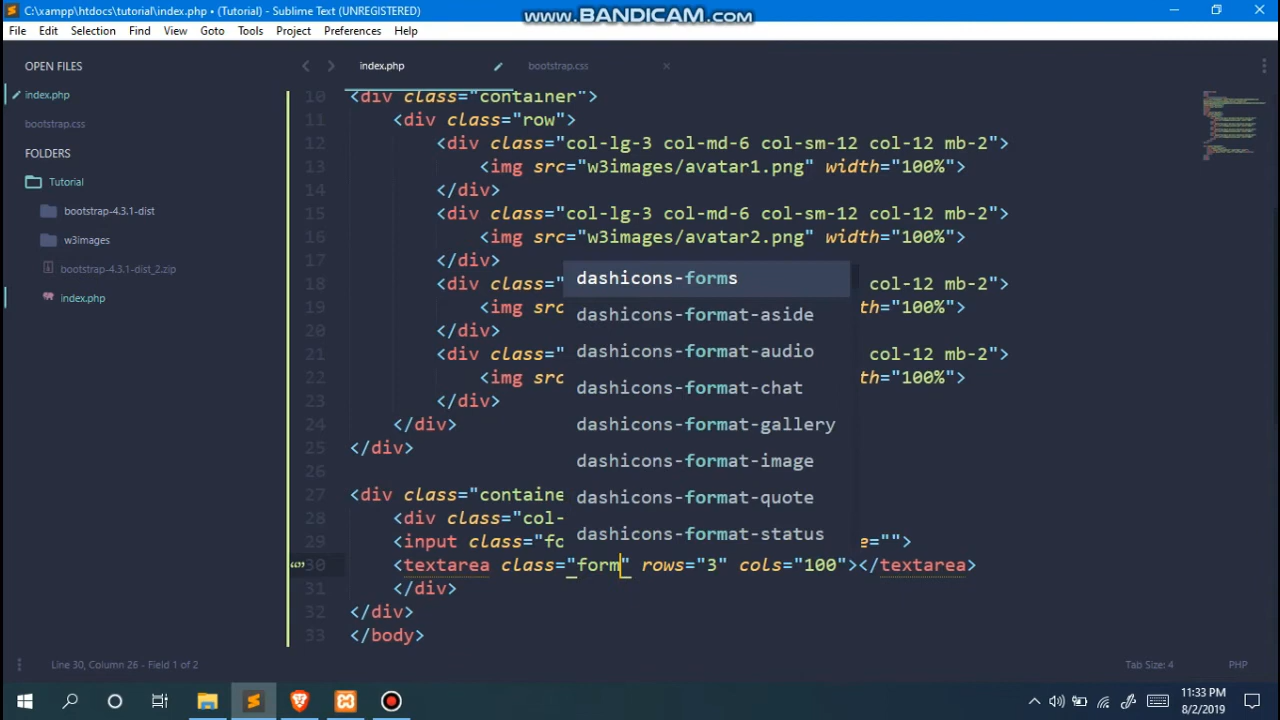 C:\xampp\htdocs\tutorial\index.php • (Tutorial) - Sublime Text (UNREGISTERED)
www.BANDICAM.com
File Edit Selection Find View Goto Tools Project Preferences Help
OPEN FILES
index.php
bootstrap.css
FOLDERS
Tutorial
bootstrap-4.3.1-dist
w3images
bootstrap-4.3.1-dist_2.zip
index.php
index.php bootstrap.css
10 <div class="container">
11 <div class="row">
12 <div class="col-lg-3 col-md-6 col-sm-12 col-12 mb-2">
13 <img src="w3images/avatar1.png" width="100%">
14 </div>
15 <div class="col-lg-3 col-md-6 col-sm-12 col-12 mb-2">
16 <img src="w3images/avatar2.png" width="100%">
17 </div>
18 <div class=" col-12 mb-2">
19 <img src th="100%">
20 </div>
21 <div class=" col-12 mb-2">
22 <img src th="100%">
23 </div>
24 </div>
25 </div>
26
27 <div class="containe
28 <div class="col-
29 <input class="fo e="">
30 <textarea class="form" rows="3" cols="100"></textarea>
31 </div>
32 </div>
33 </body>
dashicons-forms
dashicons-format-aside
dashicons-format-audio
dashicons-format-chat
dashicons-format-gallery
dashicons-format-image
dashicons-format-quote
dashicons-format-status
Line 30, Column 26 - Field 1 of 2 Tab Size: 4 PHP
11:33 PM
8/2/2019